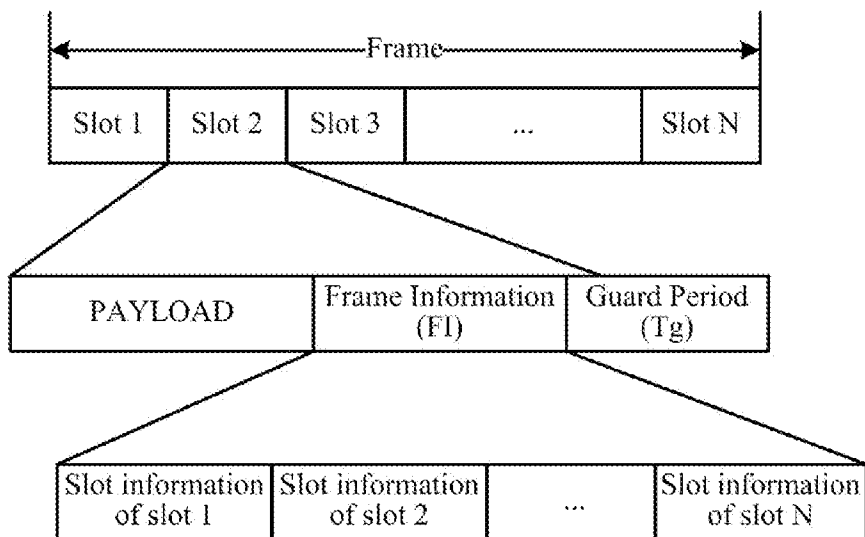 Frame
Slot 1 Slot 2 Slot 3 ... Slot N
PAYLOAD
Frame Information
(FI)
Guard Period
(Tg)
Slot information
of slot 1
Slot information
of slot 2
...
Slot information
of slot N